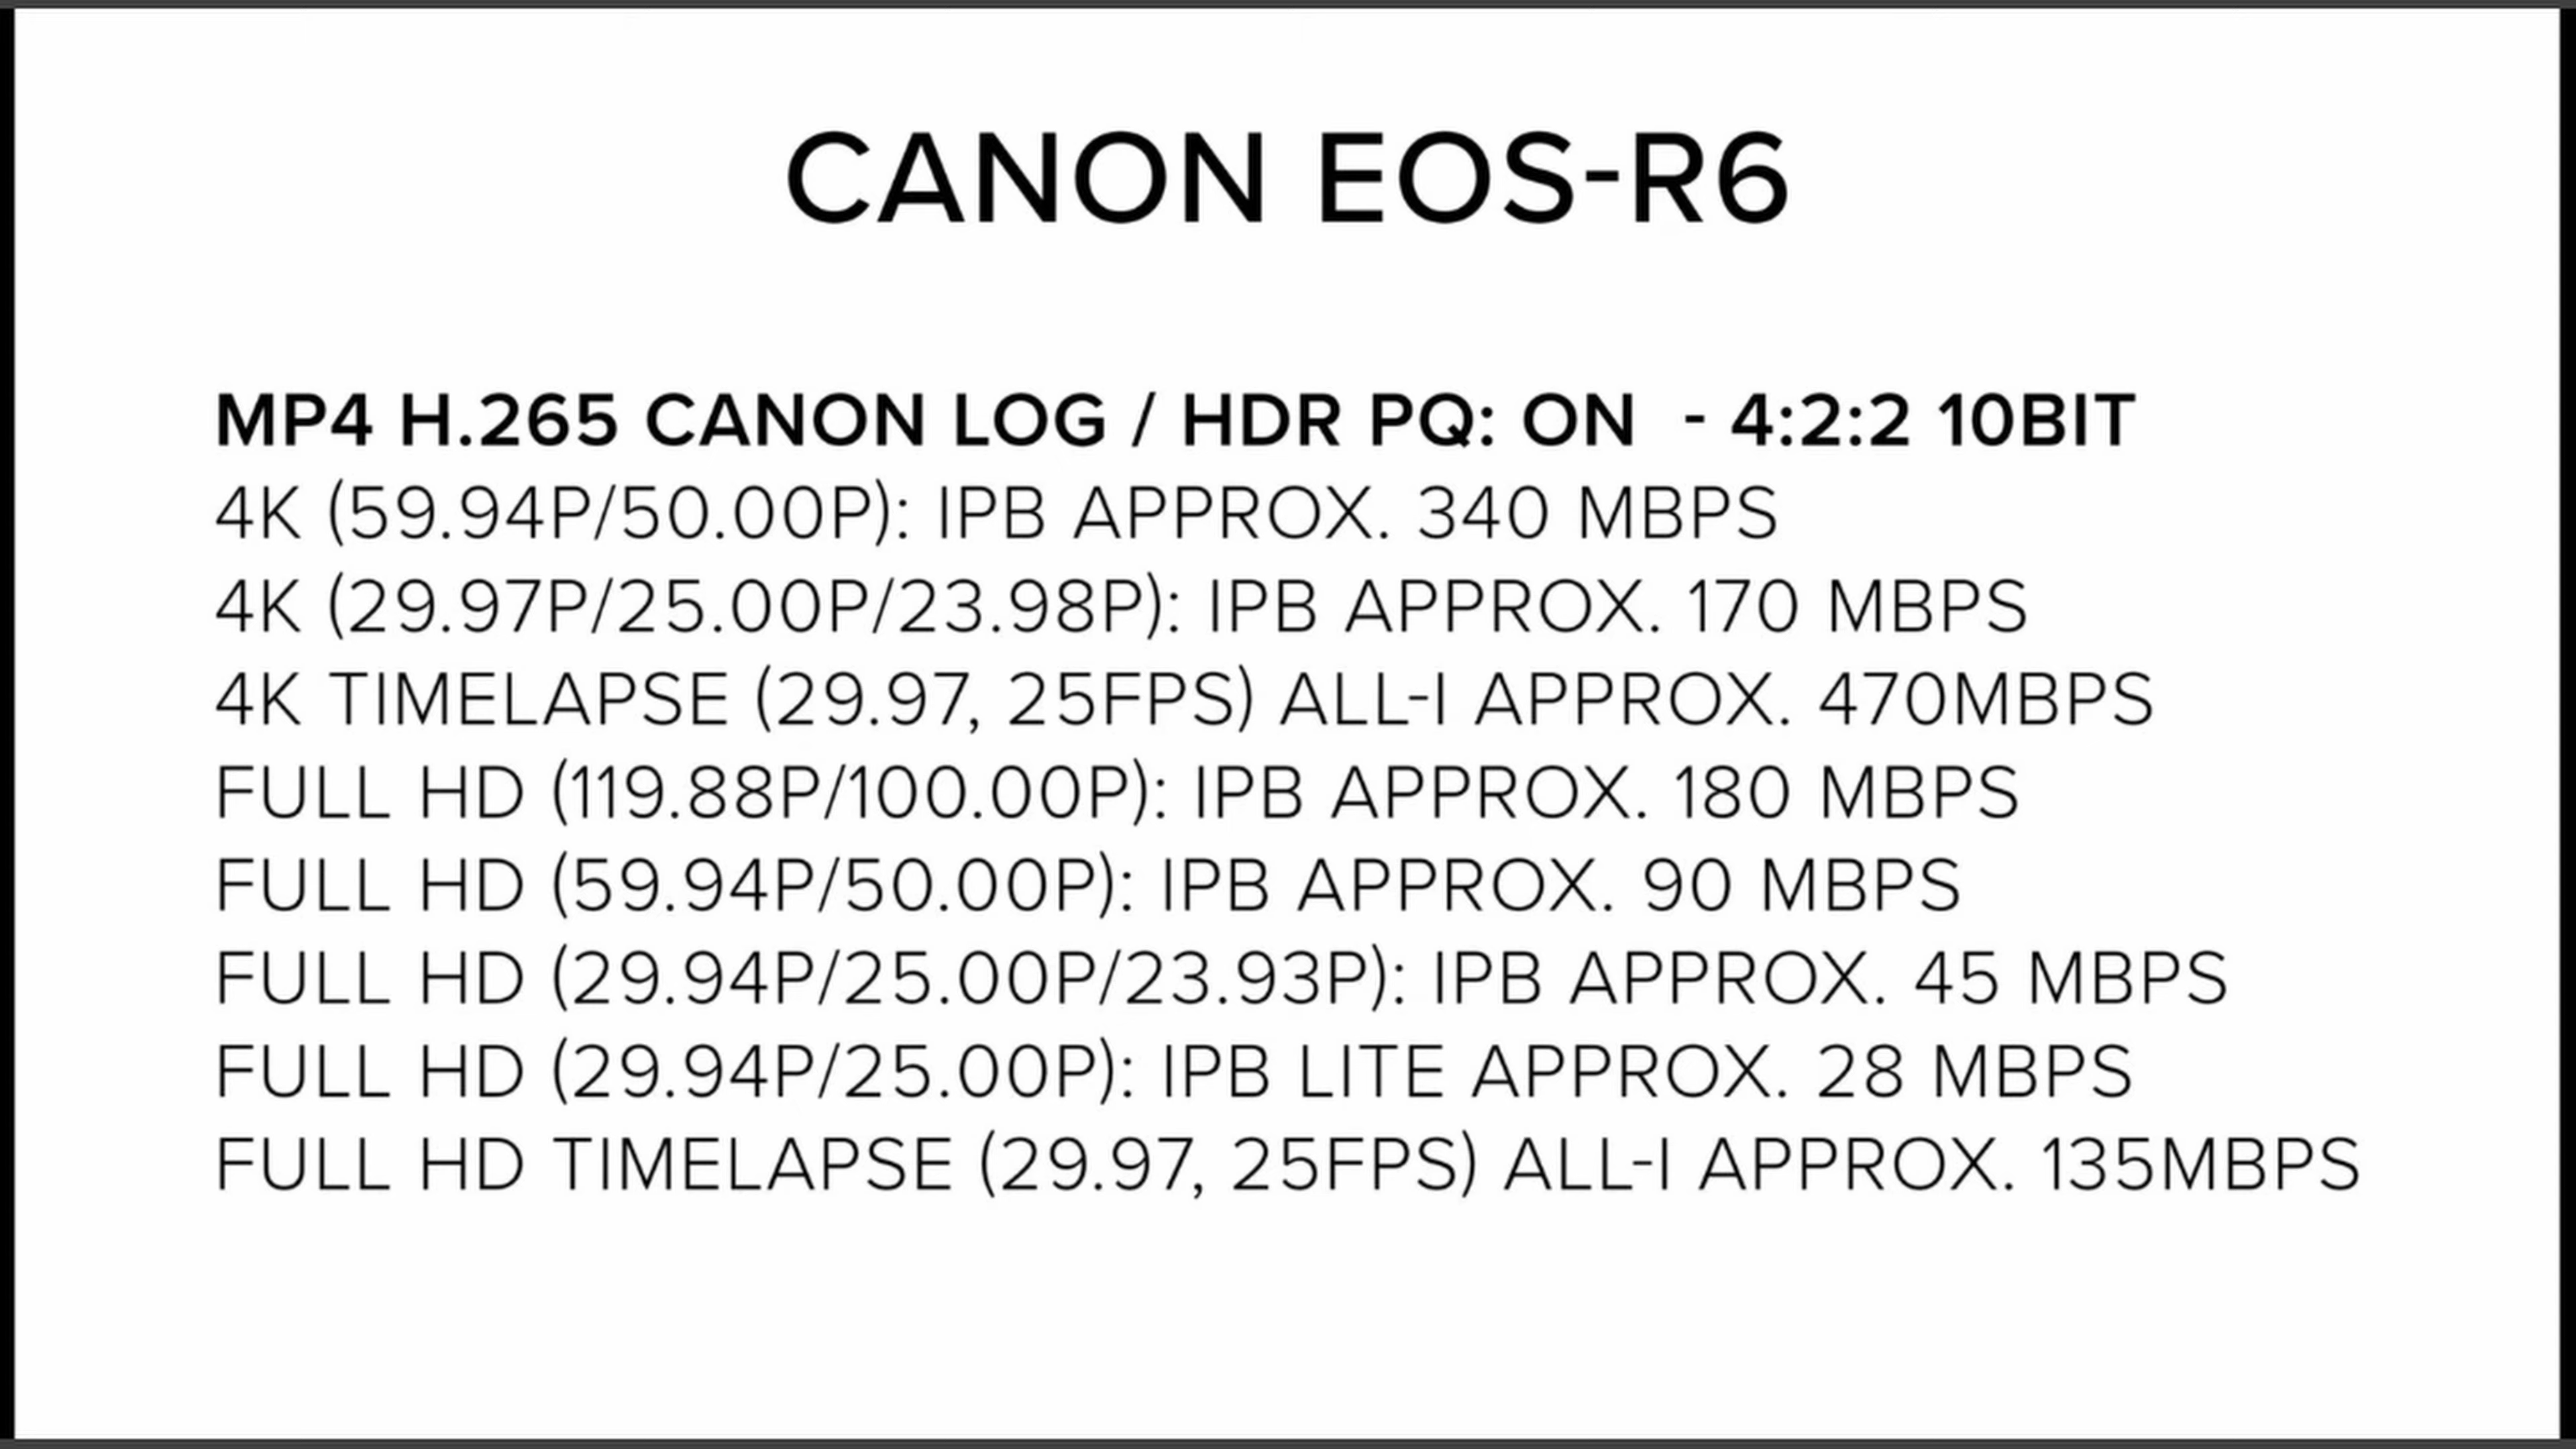 CANON EOS-R6
MP4 H.265 CANON LOG / HDR PQ: ON - 4:2:2 10BIT
4K (59.94P/50.00P): IPB APPROX. 340 MBPS
4K (29.97P/25.00P/23.98P): IPB APPROX. 170 MBPS
4K TIMELAPSE (29.97, 25FPS) ALL-I APPROX. 470MBPS
FULL HD (119.88P/100.00P): IPB APPROX. 180 MBPS
FULL HD (59.94P/50.00P): IPB APPROX. 90 MBPS
FULL HD (29.94P/25.00P/23.93P): IPB APPROX. 45 MBPS
FULL HD (29.94P/25.00P): IPB LITE APPROX. 28 MBPS
FULL HD TIMELAPSE (29.97, 25FPS) ALL-I APPROX. 135MBPS